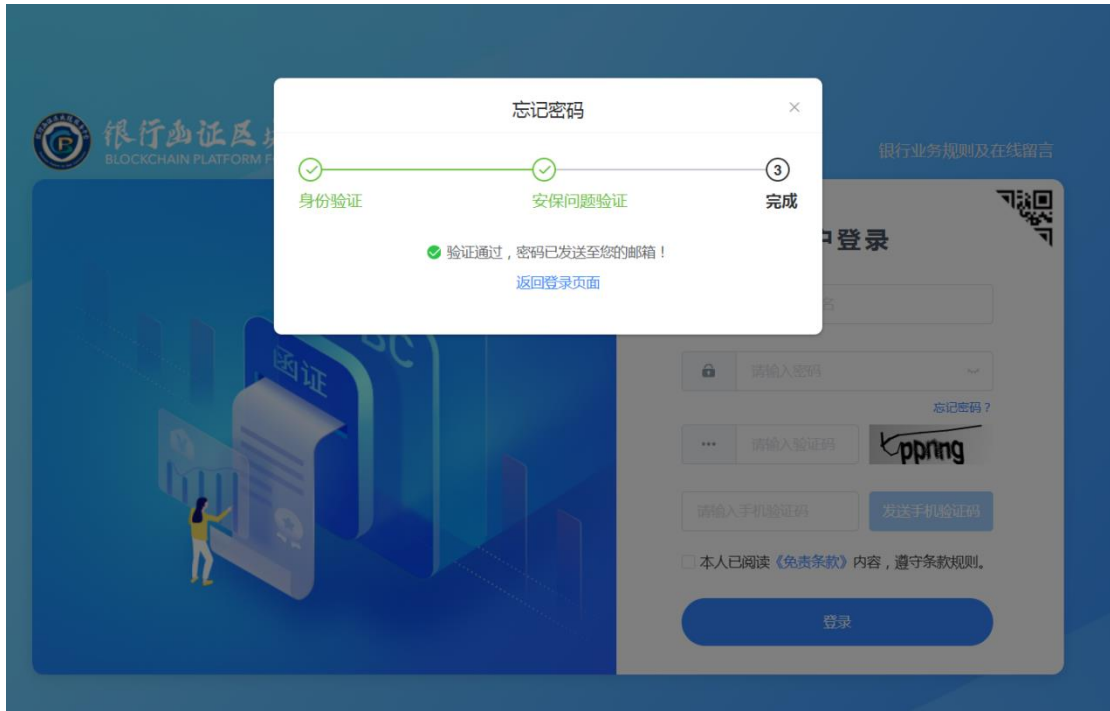 忘记密码
银行函证区块
BLOCKCHAIN PLATFORM F
银行业务规则及在线留言
3
身份验证
安保问题验证
完成
户登录
验证通过，密码已发送至您的邮箱！
返回登录页面
名
函证
BC
请输入密码
忘记密码？
请输入验证码
请输入手机验证码
发送手机验证码
本人已阅读《免责条款》内容，遵守条款规则。
登录